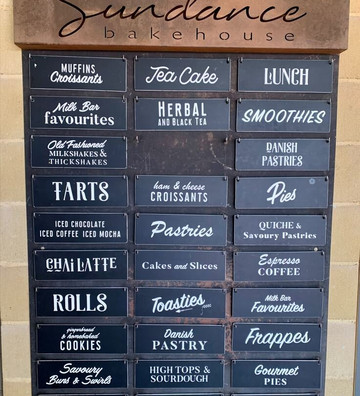 Sundance
bakehouse
MUFFINS
Croissants
Tea Cake
LUNCH
Milk Bar
favourites
HERBAL
AND BLACK TEA
SMOOTHIES
Old Fashioned
MILKSHAKES &
THICKSHAKES
DANISH
PASTRIES
TARTS
ham & cheese
CROISSANTS
Pies
ICED CHOCOLATE
ICED COFFEE ICED MOCHA
Pastries
QUICHE &
Savoury Pastries
CHAI LATTE
CAKES and SLICES
Espresso
COFFEE
ROLLS
Toasties
Milk Bar
Favourites
gingerbread
& homebaked
COOKIES
Danish
PASTRY
Frappes
Savoury
Buns & Swirls
HIGH TOPS &
SOURDOUGH
Gourmet
PIES